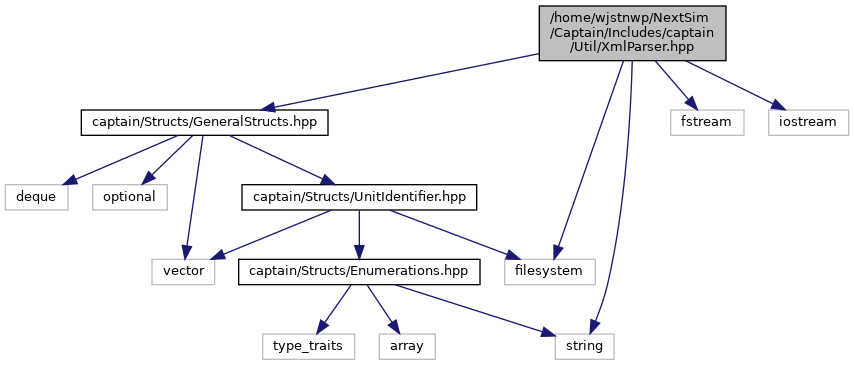 /home/wjstnwp/NextSim
/Captain/Includes/captain
/Util/XmlParser.hpp
captain/Structs/GeneralStructs.hpp
fstream
iostream
deque
optional
captain/Structs/UnitIdentifier.hpp
vector
captain/Structs/Enumerations.hpp
filesystem
type_traits
array
string